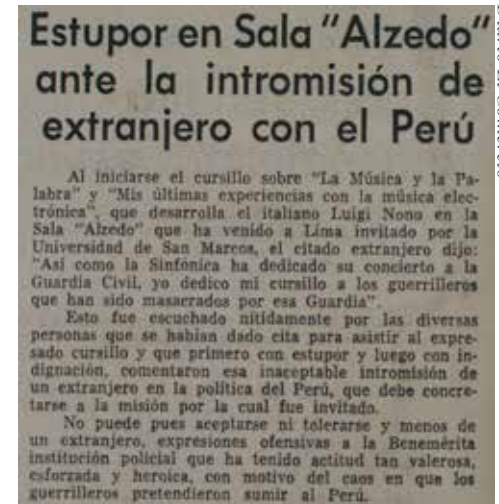 Estupor en Sala "Alzedo"
ante la intromisión de
extranjero con el Perú
Al iniciarse el cursillo sobre "La Música y la Pa-
labra" y "Mis últimas experiencias con la música elec-
trónica", que desarrolla el italiano Luigi Nono en la
Sala "Alzedo" que ha venido a Lima invitado por la
Universidad de San Marcos, el citado extranjero dijo:
"Así como la Sinfónica ha dedicado su concierto a la
Guardia Civil, yo dedico mi cursillo a los guerrilleros
que han sido masacrados por esa Guardia".
Esto fue escuchado nítidamente por las diversas
personas que se habían dado cita para asistir al expre-
sado cursillo y que primero con estupor y luego con in-
dignación, comentaron esa inaceptable intromisión de
un extranjero en la política del Perú, que debe concre-
tarse a la misión por la cual fue invitado.
No puede pues aceptarse ni tolerarse y menos de
un extranjero, expresiones ofensivas a la Benemérita
institución policial que ha tenido actitud tan valerosa,
esforzada y heroica, con motivo del caos en que los
guerrilleros pretendieron sumir al Perú.